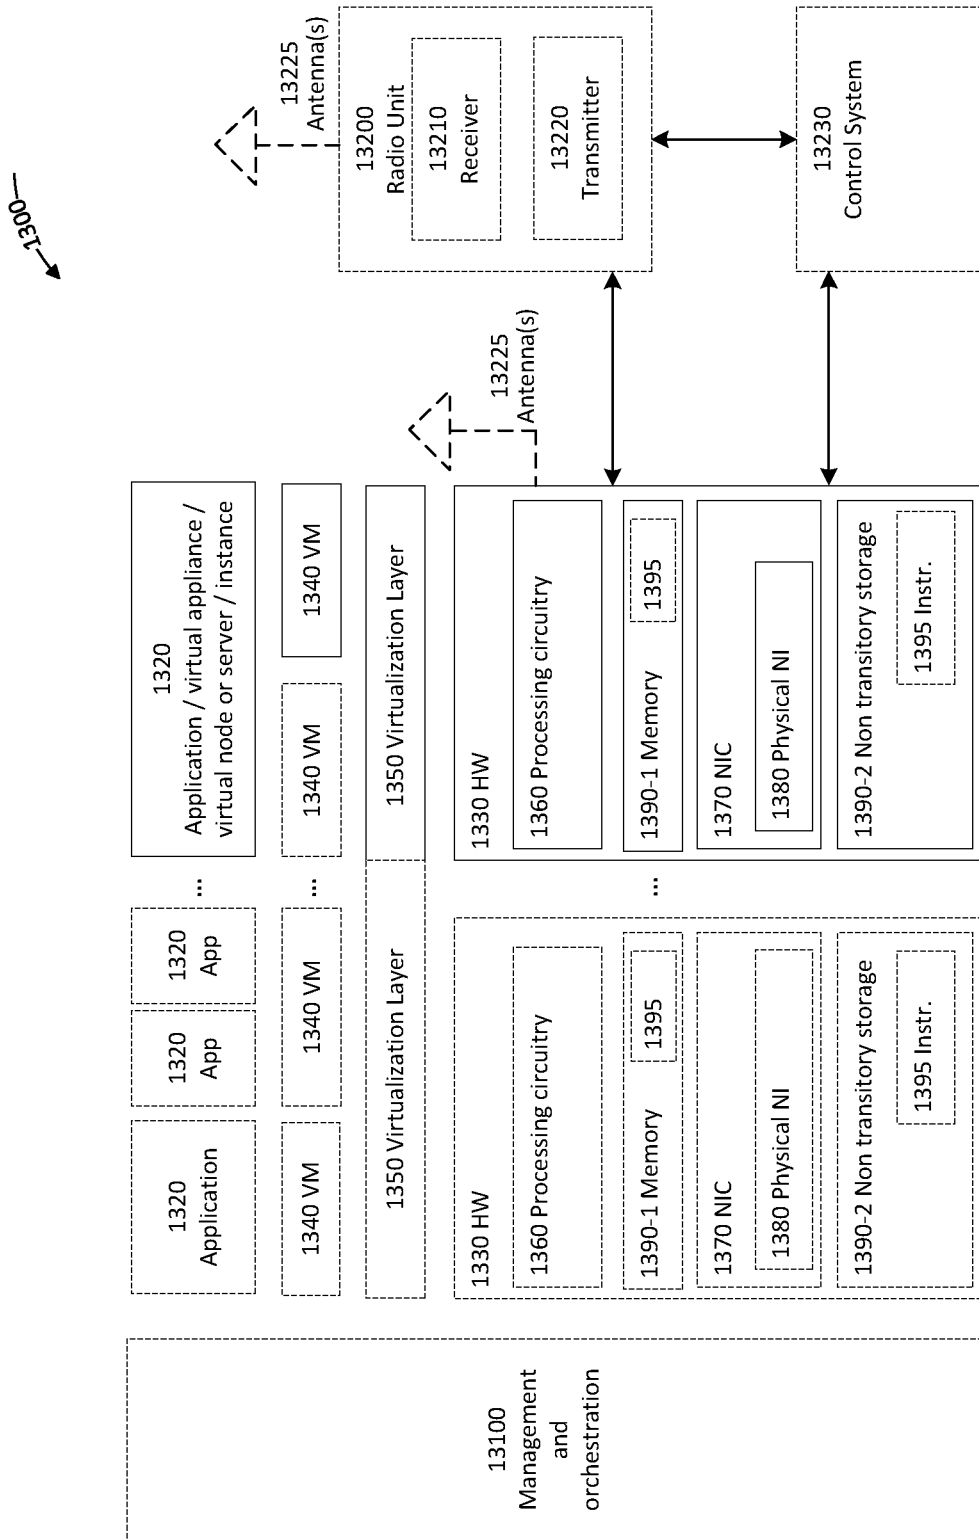 1300
13100
Management
and
orchestration
1320
Application
1320
App
1320
App
...
1320
Application / virtual appliance /
virtual node or server / instance
1340 VM
1340 VM
...
1340 VM
1340 VM
1350 Virtualization Layer
1350 Virtualization Layer
1330 HW
1360 Processing circuitry
1390-1 Memory
1395
1370 NIC
1380 Physical NI
1390-2 Non transitory storage
1395 Instr.
...
1330 HW
1360 Processing circuitry
1390-1 Memory
1395
1370 NIC
1380 Physical NI
1390-2 Non transitory storage
1395 Instr.
13225
Antenna(s)
13225
Antenna(s)
13200
Radio Unit
13210
Receiver
13220
Transmitter
13230
Control System